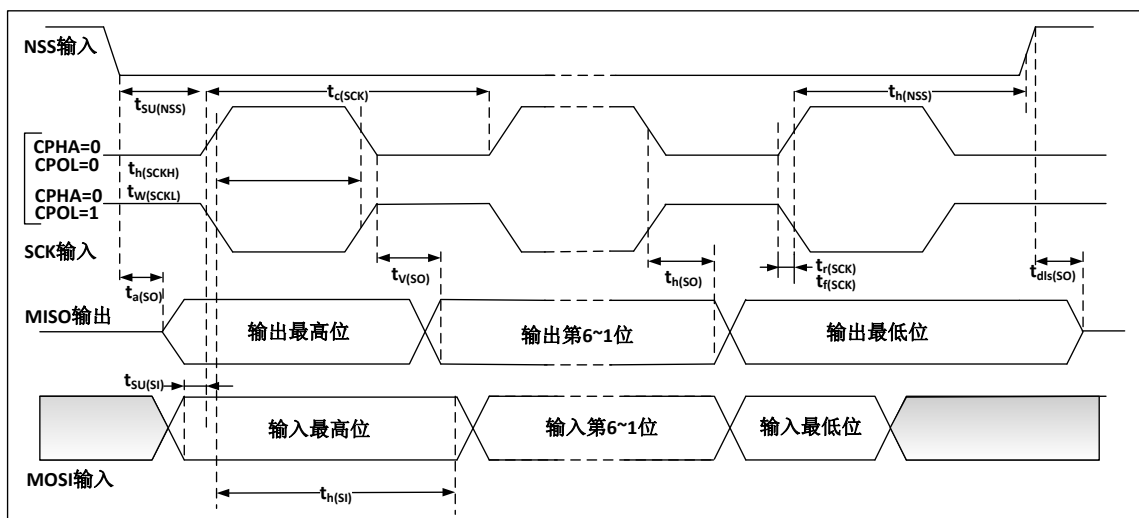 NSS输入
tSU(NSS)
tc(SCK)
th(NSS)
CPHA=0
CPOL=0
th(SCKH)
tW(SCKL)
CPHA=0
CPOL=1
SCK输入
ta(SO)
tV(SO)
th(SO)
tr(SCK)
tf(SCK)
tdls(SO)
MISO输出
输出最高位
输出第6~1位
输出最低位
tSU(SI)
输入最高位
输入第6~1位
输入最低位
MOSI输入
th(SI)